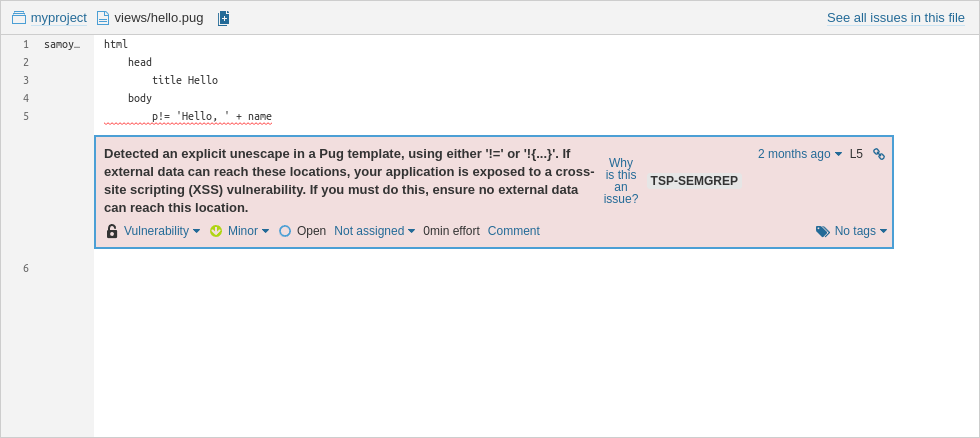 myproject views/hello.pug See all issues in this file
1 samoy… html
2 head
3 title Hello
4 body
5 p!= 'Hello, ' + name
Detected an explicit unescape in a Pug template, using either '!=' or '!{...}'. If
external data can reach these locations, your application is exposed to a cross-
site scripting (XSS) vulnerability. If you must do this, ensure no external data
can reach this location.
Why
is this
an
issue?
TSP-SEMGREP
2 months ago L5
Vulnerability Minor Open Not assigned 0min effort Comment No tags
6